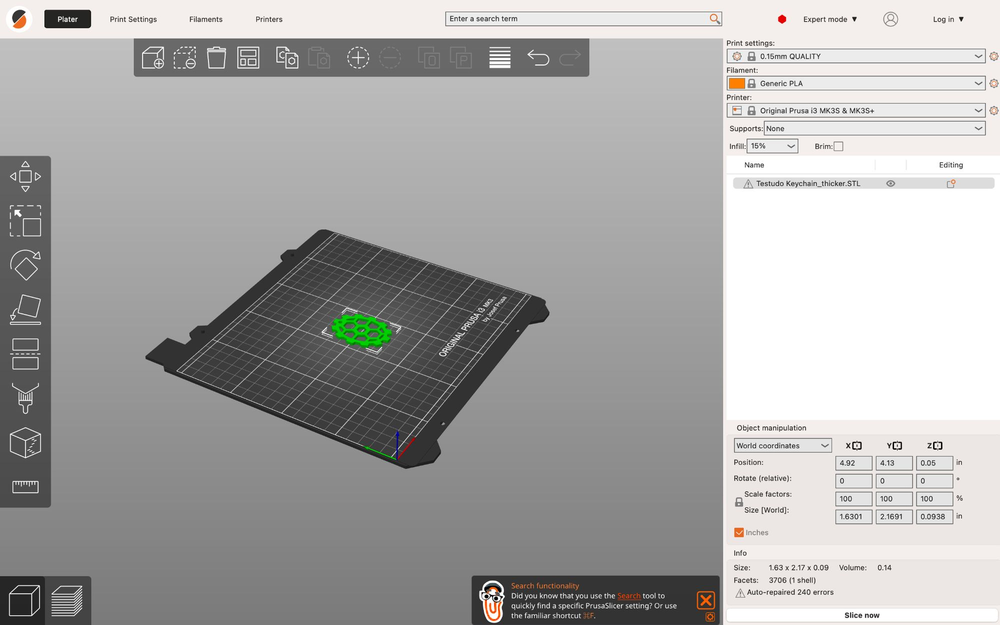 Plater
Print Settings
Filaments
Printers
Enter a search term
Expert mode
Log in
Print settings:
0.15mm QUALITY
Filament:
Generic PLA
Printer:
Original Prusa i3 MK3S & MK3S+
Supports: None
Infill: 15%
Brim:
Name
Editing
Testudo Keychain_thicker.STL
ORIGINAL PRUSA i3 MK3
by Josef Prusa
Object manipulation
World coordinates
X
Y
Z
Position: 4.92 4.13 0.05 in
Rotate (relative): 0 0 0 °
Scale factors: 100 100 100 %
Size [World]: 1.6301 2.1691 0.0938 in
Inches
Info
Size: 1.63 x 2.17 x 0.09 Volume: 0.14
Facets: 3706 (1 shell)
Auto-repaired 240 errors
Slice now
Search functionality
Did you know that you use the Search tool to
quickly find a specific PrusaSlicer setting? Or use
the familiar shortcut ⌘F.